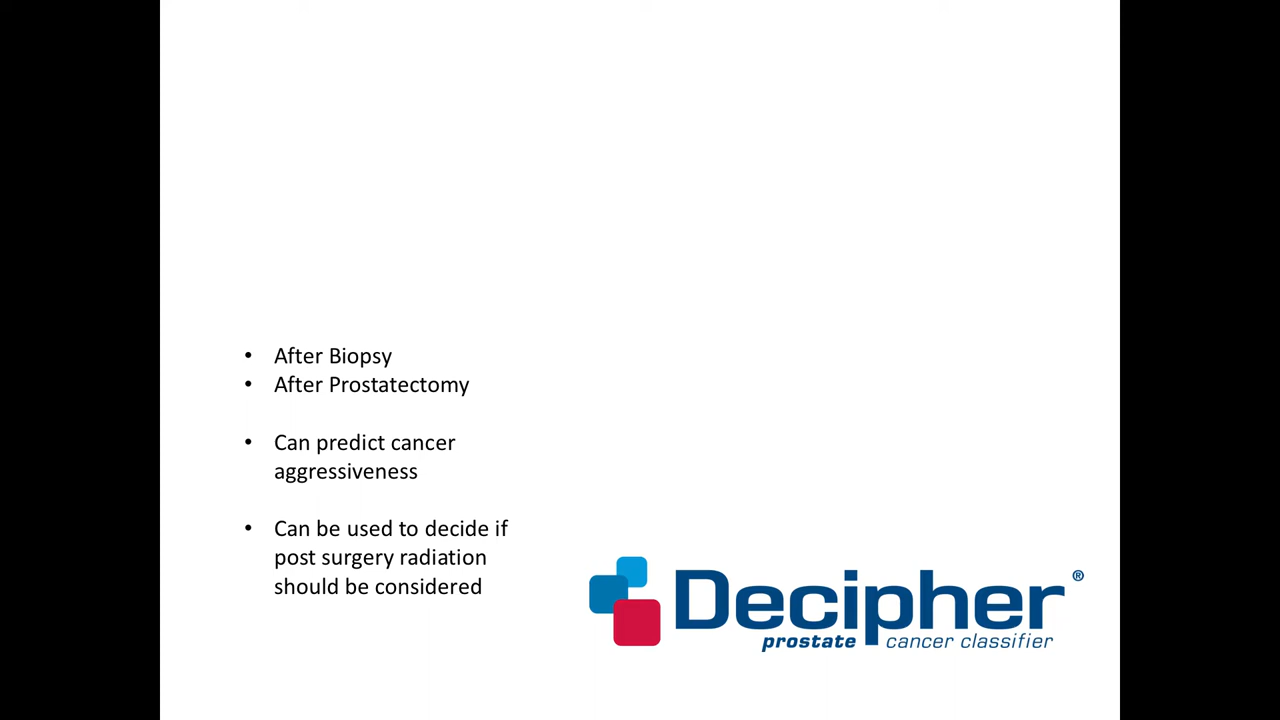 • After Biopsy
• After Prostatectomy
• Can predict cancer
aggressiveness
• Can be used to decide if
post surgery radiation
should be considered
Decipher®
prostate cancer classifier